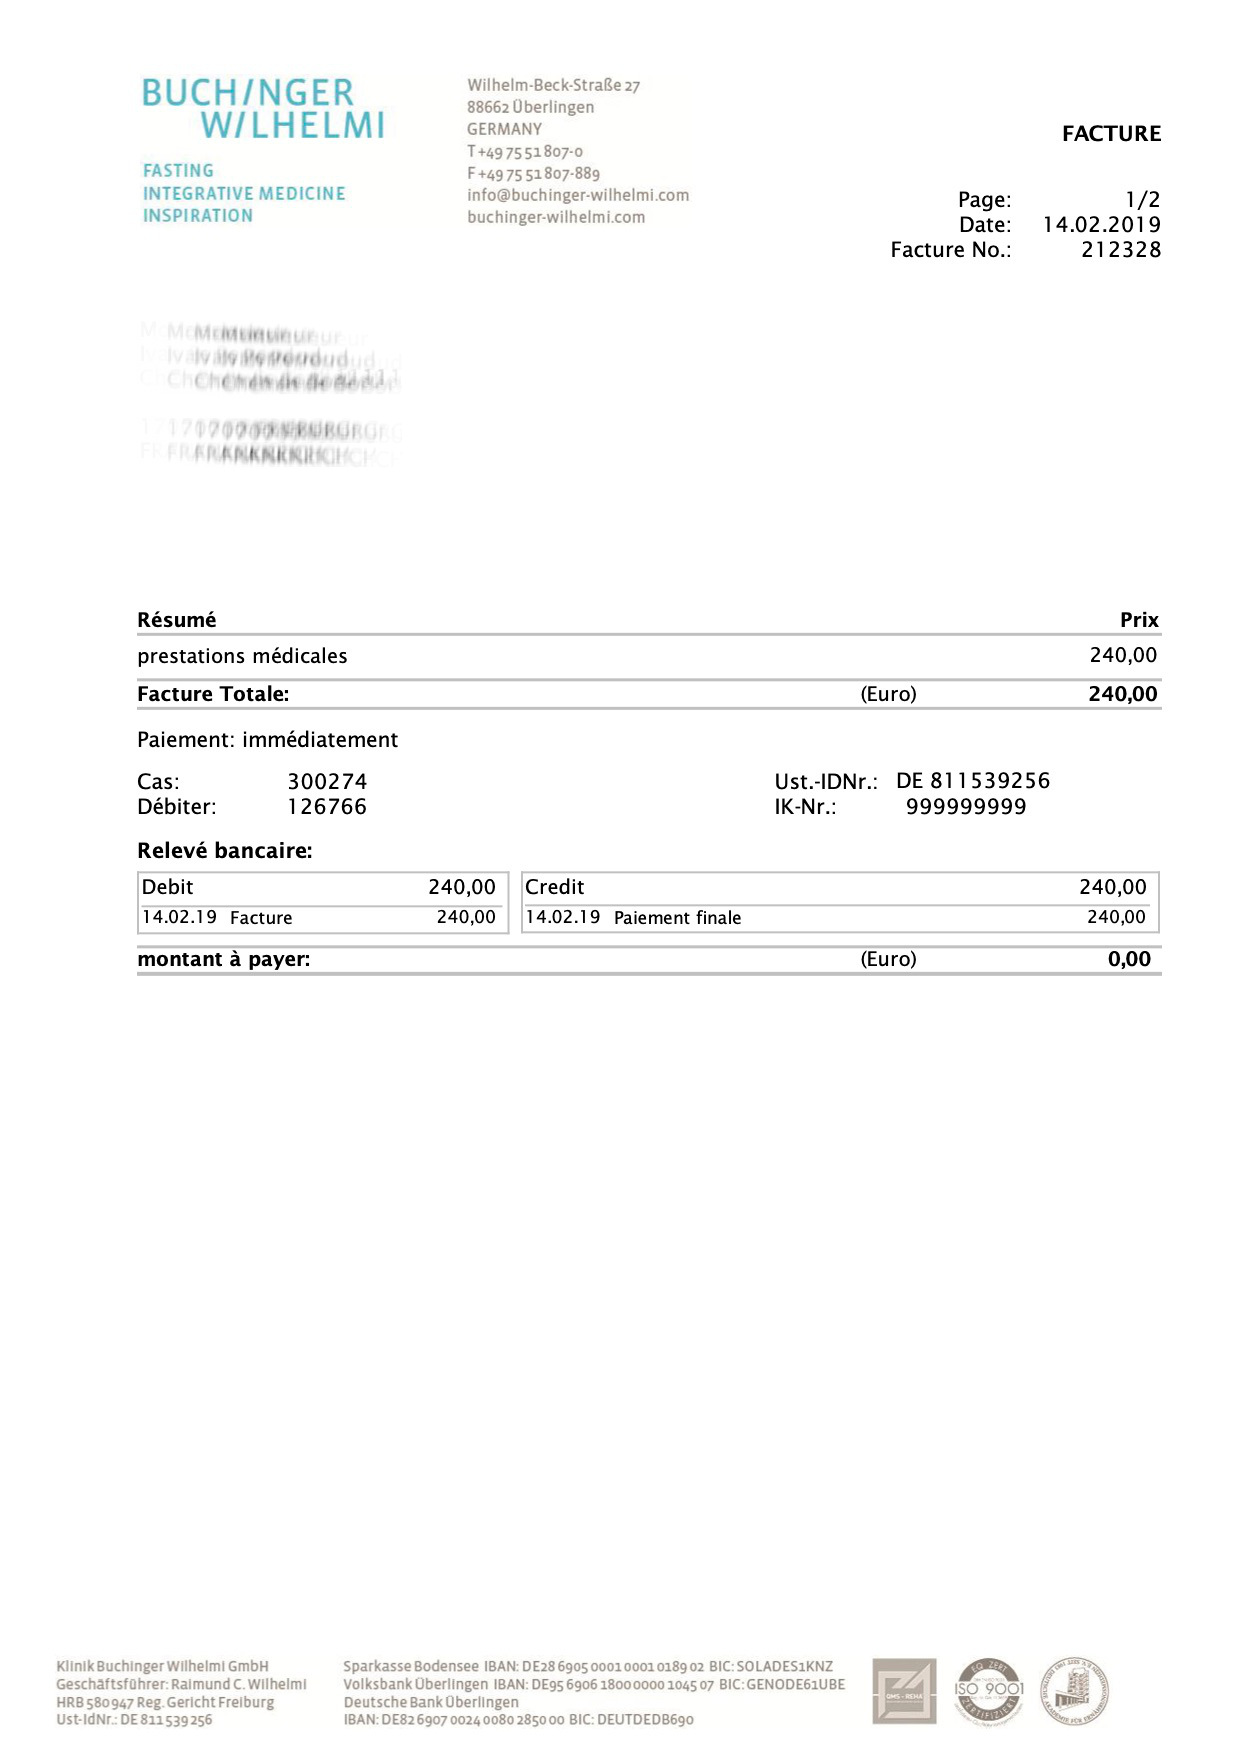 BUCHINGER
WILHELMI
FASTING
INTEGRATIVE MEDICINE
INSPIRATION
Wilhelm-Beck-Straße 27
88662 Überlingen
GERMANY
T +49 75 51 807-0
F +49 75 51 807-889
info@buchinger-wilhelmi.com
buchinger-wilhelmi.com
FACTURE
Page: 1/2
Date: 14.02.2019
Facture No.: 212328
Résumé Prix
prestations médicales 240,00
Facture Totale: (Euro) 240,00
Paiement: immédiatement
Cas: 300274 Ust.-IDNr.: DE 811539256
Débiter: 126766 IK-Nr.: 999999999
Relevé bancaire:
Debit 240,00 Credit 240,00
14.02.19 Facture 240,00 14.02.19 Paiement finale 240,00
montant à payer: (Euro) 0,00
Klinik Buchinger Wilhelmi GmbH
Geschäftsführer: Raimund C. Wilhelmi
HRB 580947 Reg. Gericht Freiburg
Ust-IdNr.: DE 811 539 256
Sparkasse Bodensee IBAN: DE28 6905 0001 0001 0189 02 BIC: SOLADES1KNZ
Volksbank Überlingen IBAN: DE95 6906 1800 0000 1045 07 BIC: GENODE61UBE
Deutsche Bank Überlingen
IBAN: DE82 6907 0024 0080 2850 00 BIC: DEUTDEDB690
QMS - REHA
EQ ZERT
ISO 9001
ZERTIFIZIERT